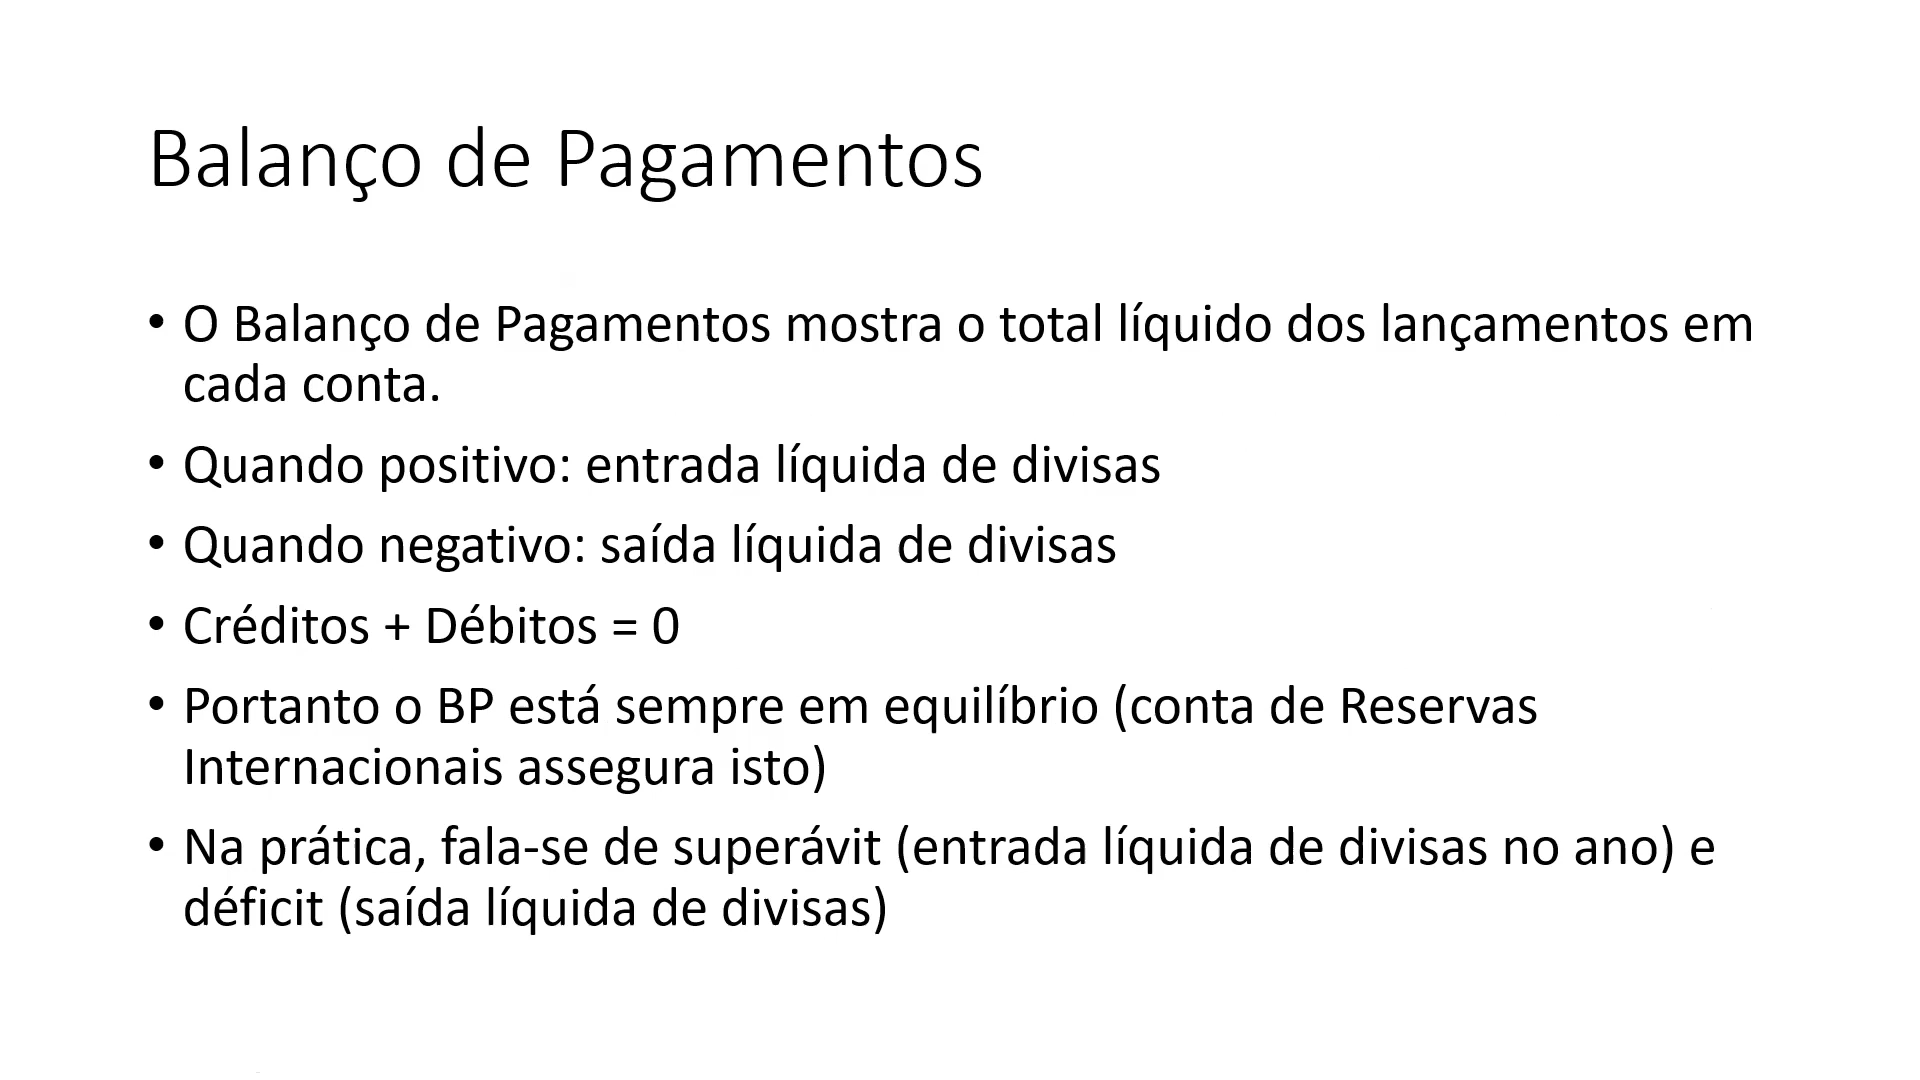 Balanço de Pagamentos
• O Balanço de Pagamentos mostra o total líquido dos lançamentos em
cada conta.
• Quando positivo: entrada líquida de divisas
• Quando negativo: saída líquida de divisas
• Créditos + Débitos = 0
• Portanto o BP está sempre em equilíbrio (conta de Reservas
Internacionais assegura isto)
• Na prática, fala-se de superávit (entrada líquida de divisas no ano) e
déficit (saída líquida de divisas)